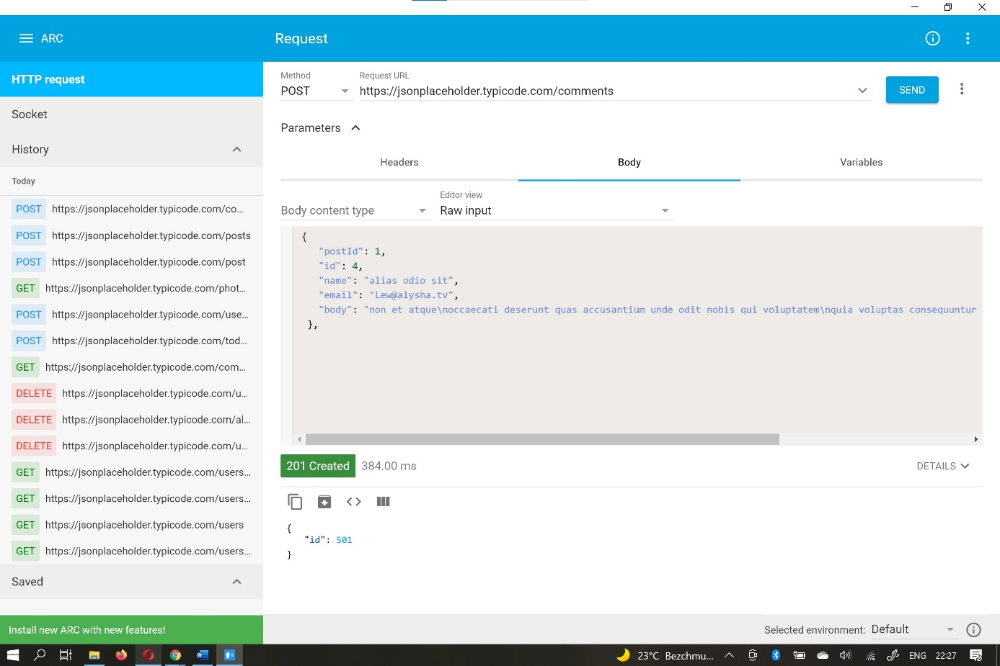 ARC
Request
HTTP request
Method
Request URL
POST
https://jsonplaceholder.typicode.com/comments
SEND
Socket
Parameters
History
Headers
Body
Variables
Today
Editor view
Body content type
Raw input
POST https://jsonplaceholder.typicode.com/co...
POST https://jsonplaceholder.typicode.com/posts
POST https://jsonplaceholder.typicode.com/post
GET https://jsonplaceholder.typicode.com/phot...
POST https://jsonplaceholder.typicode.com/use...
POST https://jsonplaceholder.typicode.com/tod...
GET https://jsonplaceholder.typicode.com/com...
DELETE https://jsonplaceholder.typicode.com/u...
DELETE https://jsonplaceholder.typicode.com/al...
DELETE https://jsonplaceholder.typicode.com/u...
GET https://jsonplaceholder.typicode.com/users...
GET https://jsonplaceholder.typicode.com/users...
GET https://jsonplaceholder.typicode.com/users
GET https://jsonplaceholder.typicode.com/users...
Saved
Install new ARC with new features!
{
"postId": 1,
"id": 4,
"name": "alias odio sit",
"email": "Lew@alysha.tv",
"body": "non et atque\noccaecati deserunt quas accusantium unde odit nobis qui voluptatem\nquia voluptas consequuntur
},
201 Created 384.00 ms
DETAILS
{
"id": 501
}
Selected environment: Default
23°C Bezchmu...
ENG
22:27